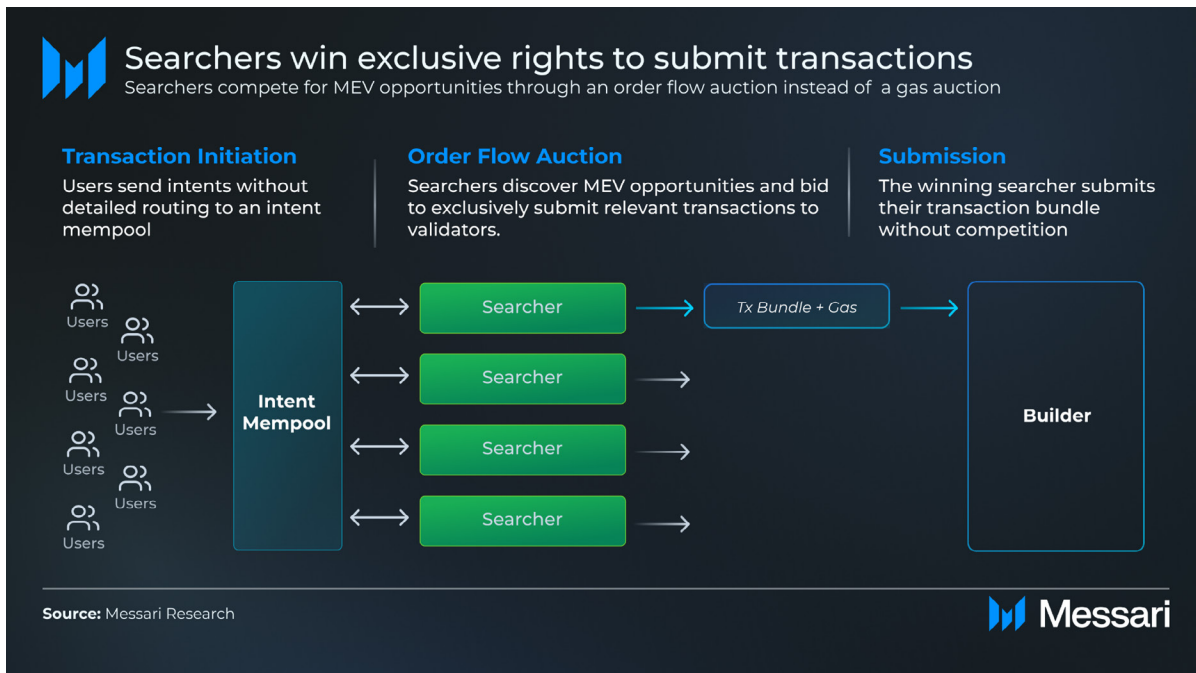 Searchers win exclusive rights to submit transactions
Searchers compete for MEV opportunities through an order flow auction instead of a gas auction
Transaction Initiation
Users send intents without
detailed routing to an intent
mempool
Order Flow Auction
Searchers discover MEV opportunities and bid
to exclusively submit relevant transactions to
validators.
Submission
The winning searcher submits
their transaction bundle
without competition
Users
Users
Users
Users
Users
Users
Users
Intent
Mempool
Searcher
Searcher
Searcher
Searcher
Tx Bundle + Gas
Builder
Source: Messari Research
Messari